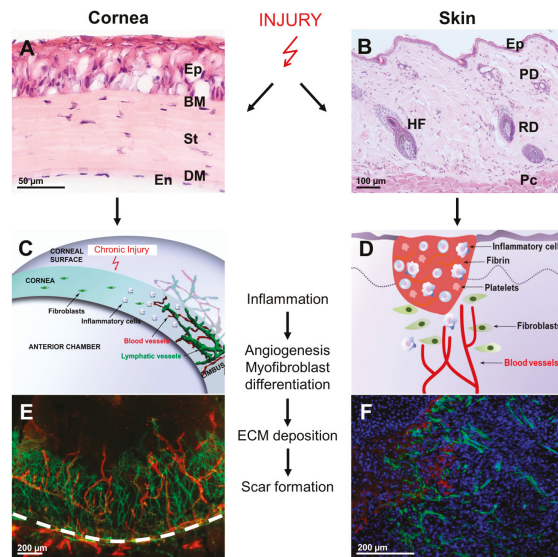 Cornea
INJURY
Skin
A
Ep
BM
St
DM
En
50 µm
B
Ep
PD
HF
RD
Pc
100 µm
C
CORNEAL
SURFACE
Chronic Injury
CORNEA
Fibroblasts
Inflammatory cells
Blood vessels
Lymphatic vessels
LIMBUS
ANTERIOR CHAMBER
Inflammation
Angiogenesis
Myofibroblast
differentiation
ECM deposition
Scar formation
D
Inflammatory cells
Fibrin
Platelets
Fibroblasts
Blood vessels
E
200 µm
F
200 µm